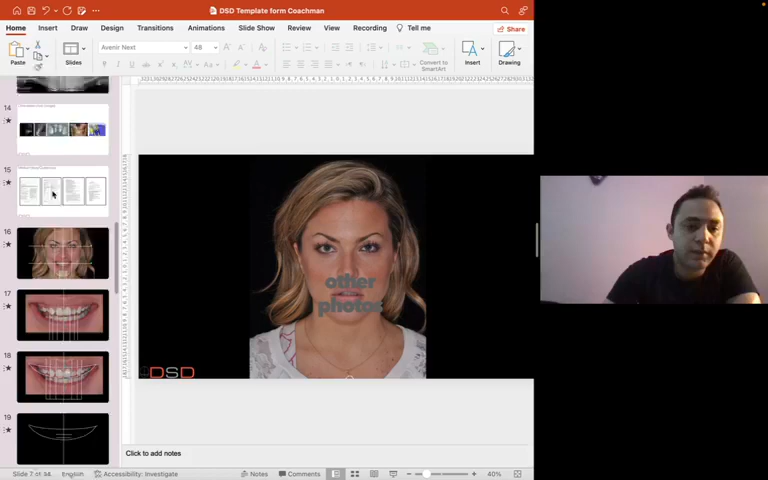 DSD Template form Coachman
Home Insert Draw Design Transitions Animations Slide Show Review View Recording Tell me Share
Avenir Next 48
Paste Slides Convert to SmartArt Insert Drawing
14
15
16
17
18
19
other
photos
DSD
Click to add notes
Slide 7 of 34 English Accessibility: Investigate Notes Comments 40%